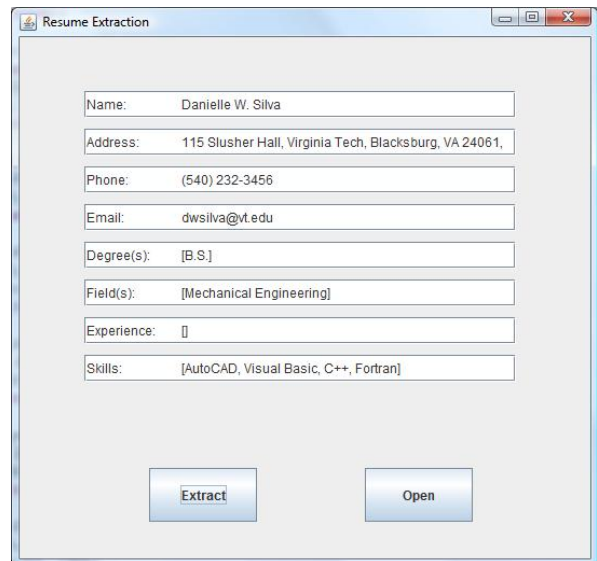 Resume Extraction
Name: Danielle W. Silva
Address: 115 Slusher Hall, Virginia Tech, Blacksburg, VA 24061,
Phone: (540) 232-3456
Email: dwsilva@vt.edu
Degree(s): [B.S.]
Field(s): [Mechanical Engineering]
Experience: []
Skills: [AutoCAD, Visual Basic, C++, Fortran]
Extract Open